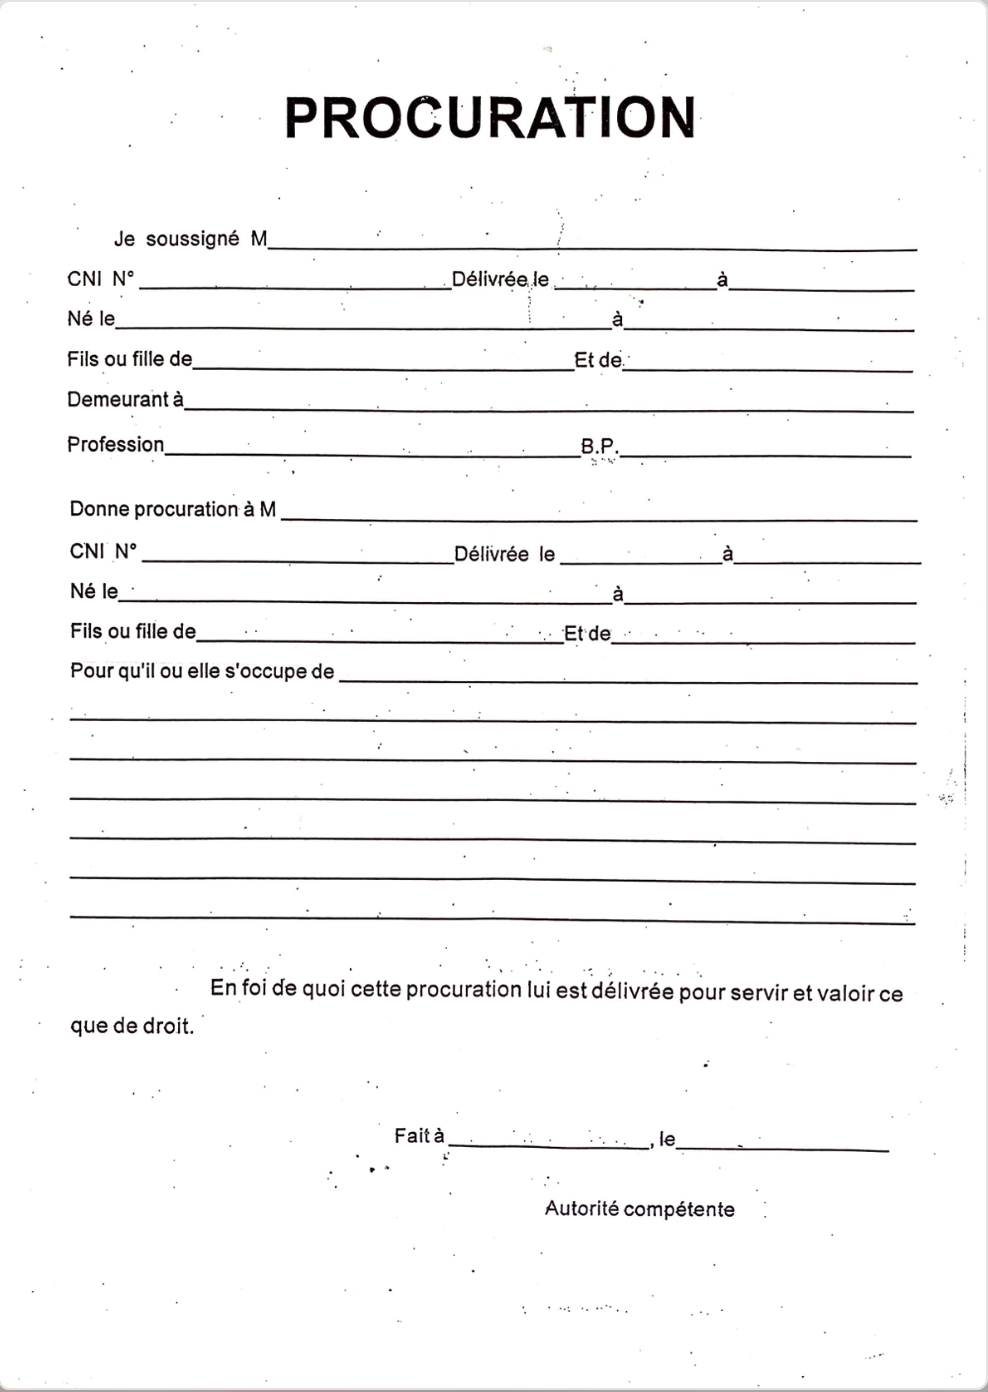 PROCURATION
Je soussigné M
CNI N° Délivrée le à
Né le à
Fils ou fille de Et de
Demeurant à
Profession B.P.
Donne procuration à M
CNI N° Délivrée le à
Né le à
Fils ou fille de Et de
Pour qu'il ou elle s'occupe de
En foi de quoi cette procuration lui est délivrée pour servir et valoir ce
que de droit.
Fait à , le
Autorité compétente